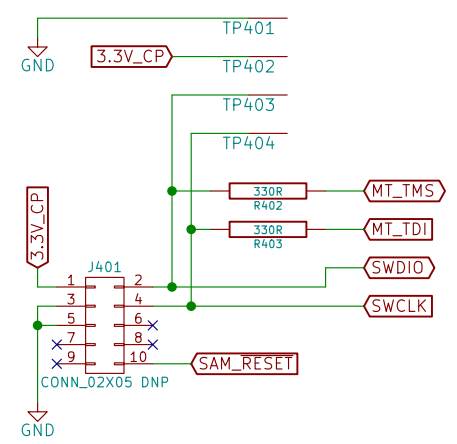 TP401
GND
3.3V_CP
TP402
TP403
TP404
330R
R402
MT_TMS
330R
R403
MT_TDI
3.3V_CP
J401
SWDIO
1 2
3 4
SWCLK
5 6
7 8
9 10
SAM_RESET
CONN_02X05 DNP
GND